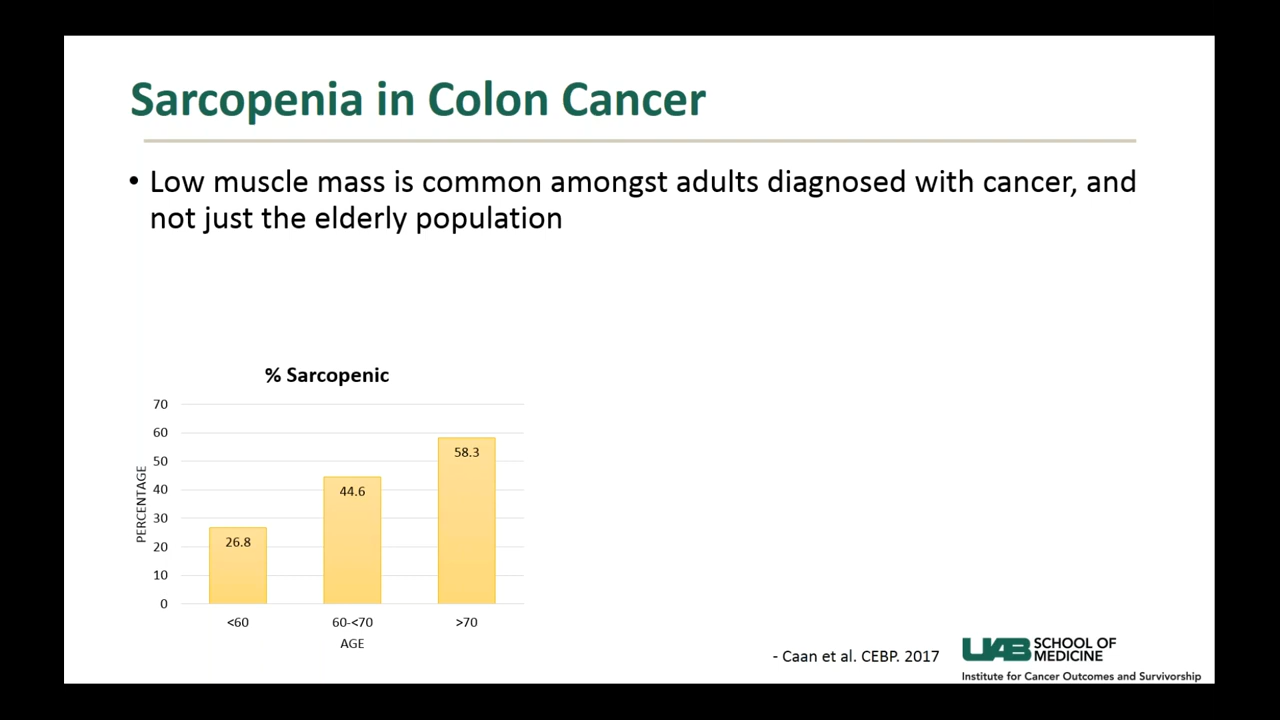 Sarcopenia in Colon Cancer
• Low muscle mass is common amongst adults diagnosed with cancer, and
not just the elderly population
% Sarcopenic
70
60
50
40
30
20
10
0
PERCENTAGE
26.8
44.6
58.3
<60
60-<70
>70
AGE
- Caan et al. CEBP. 2017
UAB SCHOOL OF
MEDICINE
Institute for Cancer Outcomes and Survivorship